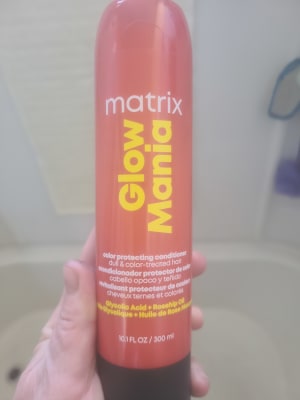 matrix
Glow
Mania
color protecting conditioner
dull & color-treated hair
acondicionador protector de color
cabello opaco y teñido
revitalisant protecteur de couleur
cheveux ternes et colorés
Glycolic Acid + Rosehip Oil
10.1 FL OZ / 300 ml